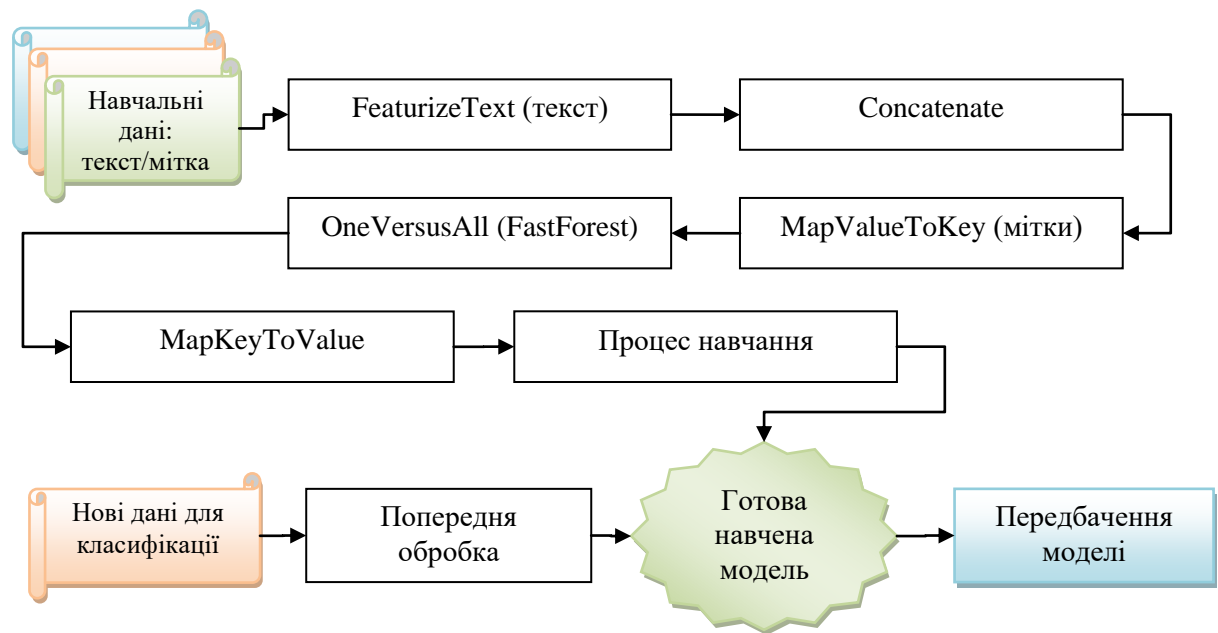 Навчальні
дані:
текст/мітка
FeaturizeText (текст)
Concatenate
OneVersusAll (FastForest)
MapValueToKey (мітки)
MapKeyToValue
Процес навчання
Нові дані для
класифікації
Попередня
обробка
Готова
навчена
модель
Передбачення
моделі